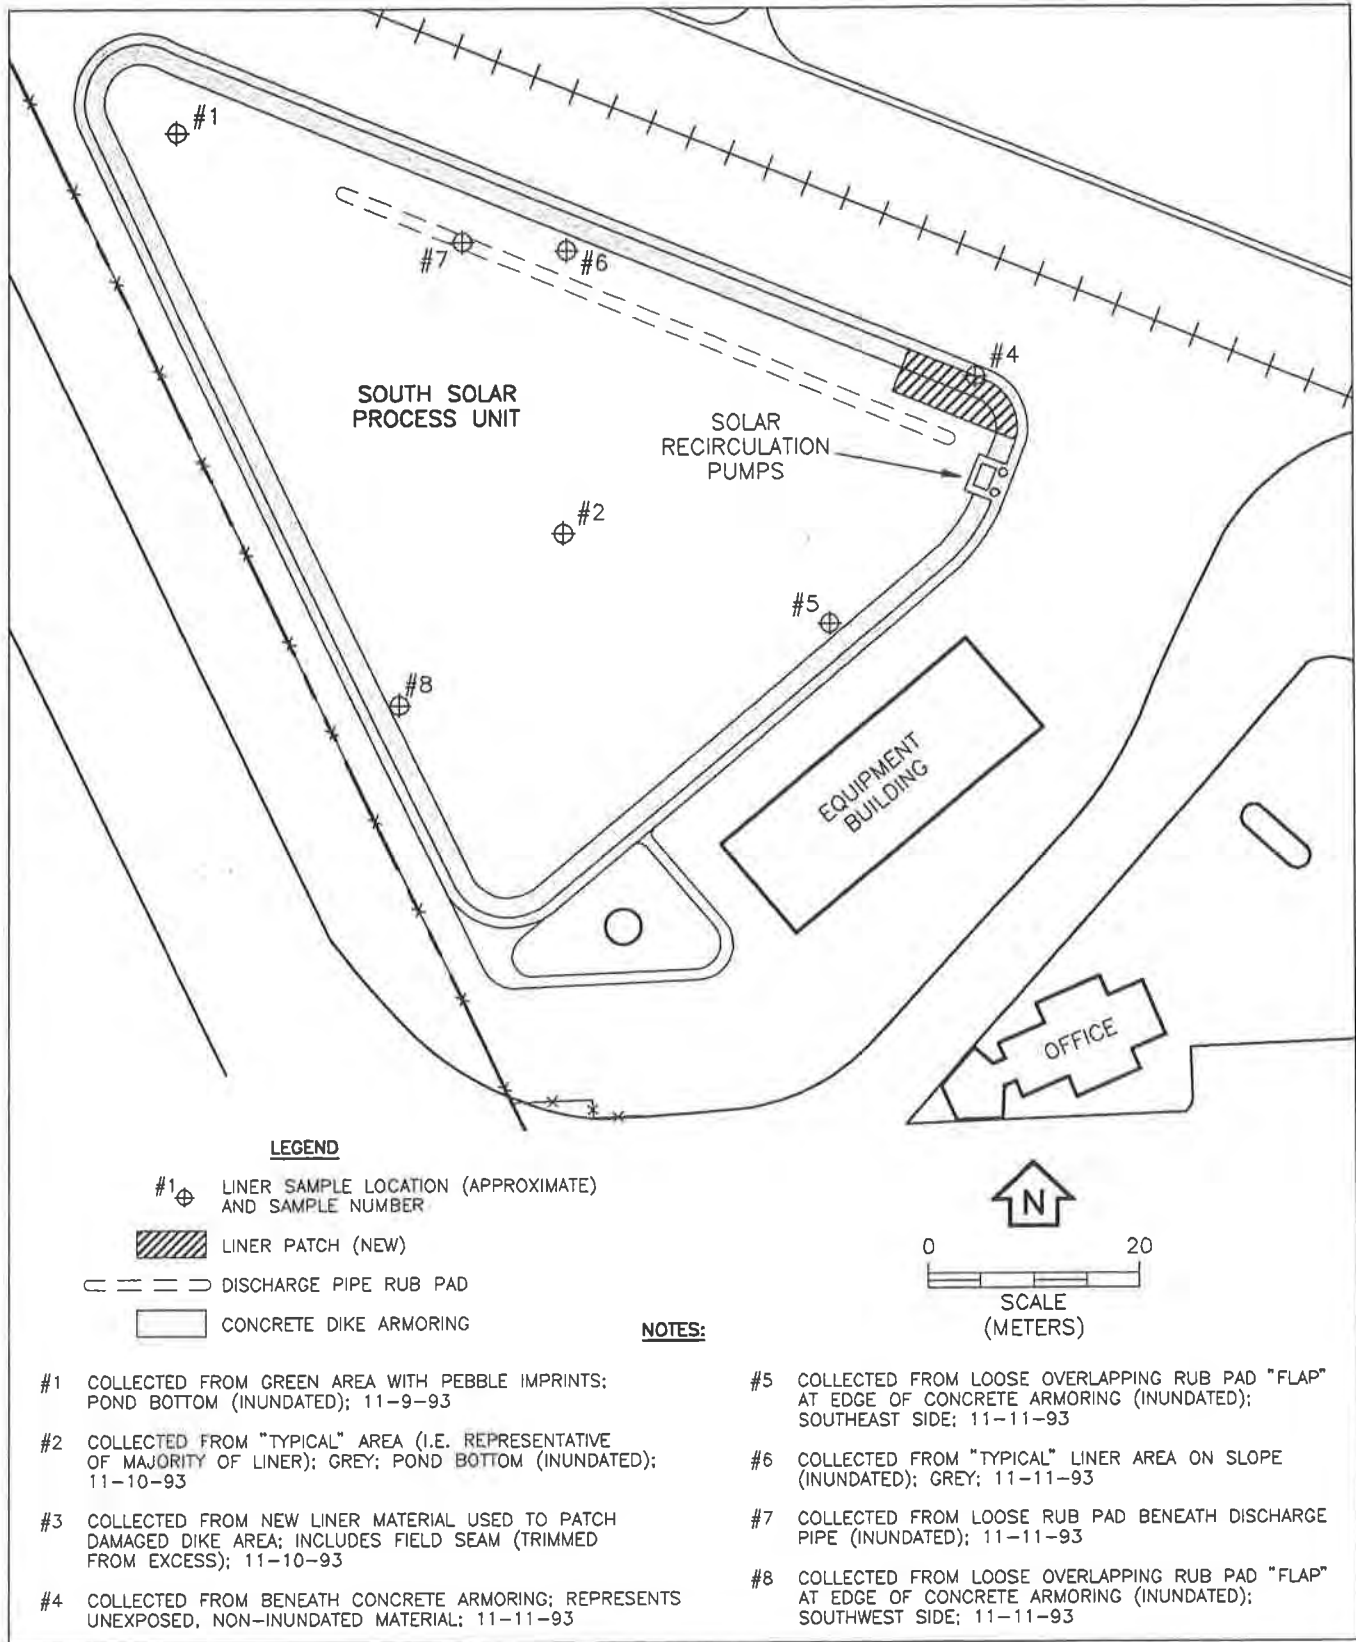 #1
#7
#6
#4
SOUTH SOLAR
PROCESS UNIT
SOLAR
RECIRCULATION
PUMPS
#2
#5
#8
EQUIPMENT
BUILDING
OFFICE
LEGEND
#1 LINER SAMPLE LOCATION (APPROXIMATE)
AND SAMPLE NUMBER
LINER PATCH (NEW)
DISCHARGE PIPE RUB PAD
CONCRETE DIKE ARMORING
N
0 20
SCALE
(METERS)
NOTES:
#1 COLLECTED FROM GREEN AREA WITH PEBBLE IMPRINTS;
POND BOTTOM (INUNDATED); 11-9-93
#2 COLLECTED FROM "TYPICAL" AREA (I.E. REPRESENTATIVE
OF MAJORITY OF LINER); GREY; POND BOTTOM (INUNDATED);
11-10-93
#3 COLLECTED FROM NEW LINER MATERIAL USED TO PATCH
DAMAGED DIKE AREA; INCLUDES FIELD SEAM (TRIMMED
FROM EXCESS); 11-10-93
#4 COLLECTED FROM BENEATH CONCRETE ARMORING; REPRESENTS
UNEXPOSED, NON-INUNDATED MATERIAL; 11-11-93
#5 COLLECTED FROM LOOSE OVERLAPPING RUB PAD "FLAP"
AT EDGE OF CONCRETE ARMORING (INUNDATED);
SOUTHEAST SIDE; 11-11-93
#6 COLLECTED FROM "TYPICAL" LINER AREA ON SLOPE
(INUNDATED); GREY; 11-11-93
#7 COLLECTED FROM LOOSE RUB PAD BENEATH DISCHARGE
PIPE (INUNDATED); 11-11-93
#8 COLLECTED FROM LOOSE OVERLAPPING RUB PAD "FLAP"
AT EDGE OF CONCRETE ARMORING (INUNDATED);
SOUTHWEST SIDE; 11-11-93